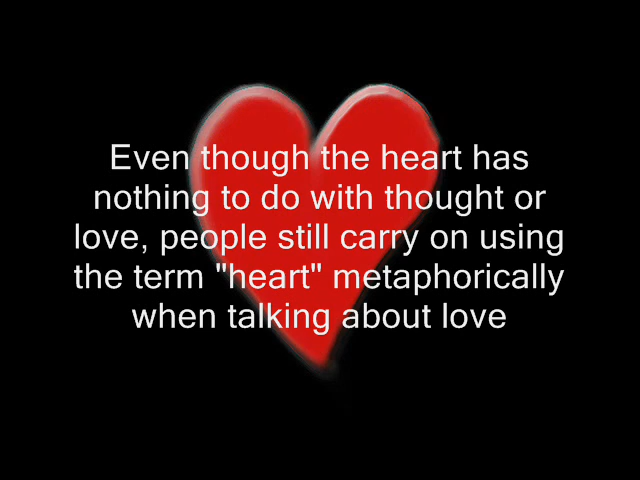 Even though the heart has
nothing to do with thought or
love, people still carry on using
the term "heart" metaphorically
when talking about love